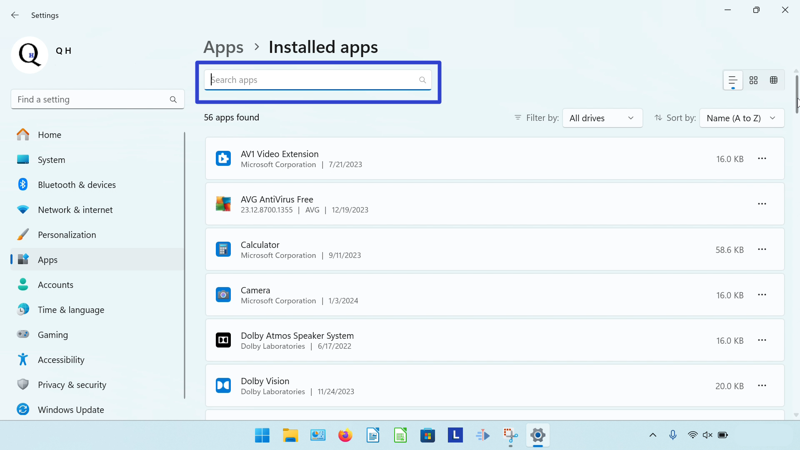 Settings
Q H
Q H
Find a setting
Home
System
Bluetooth & devices
Network & internet
Personalization
Apps
Accounts
Time & language
Gaming
Accessibility
Privacy & security
Windows Update
Apps > Installed apps
Search apps
56 apps found
Filter by: All drives
Sort by: Name (A to Z)
AV1 Video Extension
Microsoft Corporation | 7/21/2023
16.0 KB
AVG AntiVirus Free
23.12.8700.1355 | AVG | 12/19/2023
Calculator
Microsoft Corporation | 9/11/2023
58.6 KB
Camera
Microsoft Corporation | 1/3/2024
16.0 KB
Dolby Atmos Speaker System
Dolby Laboratories | 6/17/2022
16.0 KB
Dolby Vision
Dolby Laboratories | 11/24/2023
20.0 KB
L